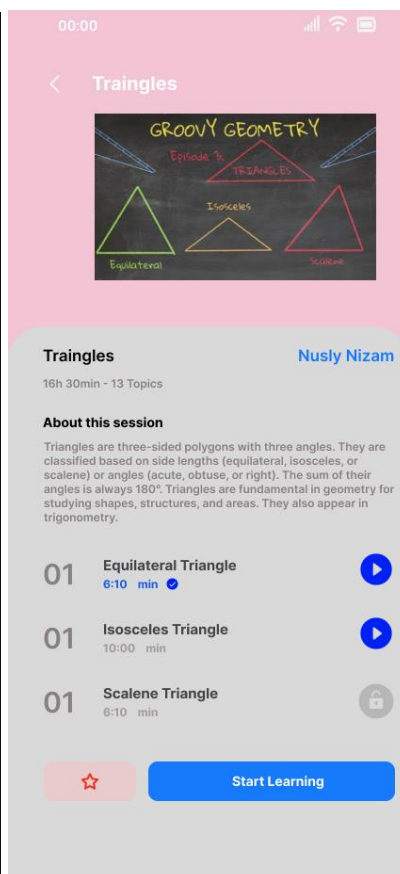 00:00
Traingles
GROOVY GEOMETRY
Episode 7:
TRIANGLES
Isosceles
Equilateral
Scalene
Traingles
Nusly Nizam
16h 30min - 13 Topics
About this session
Triangles are three-sided polygons with three angles. They are
classified based on side lengths (equilateral, isosceles, or
scalene) or angles (acute, obtuse, or right). The sum of their
angles is always 180°. Triangles are fundamental in geometry for
studying shapes, structures, and areas. They also appear in
trigonometry.
01
Equilateral Triangle
6:10 min
01
Isosceles Triangle
10:00 min
01
Scalene Triangle
6:10 min
Start Learning